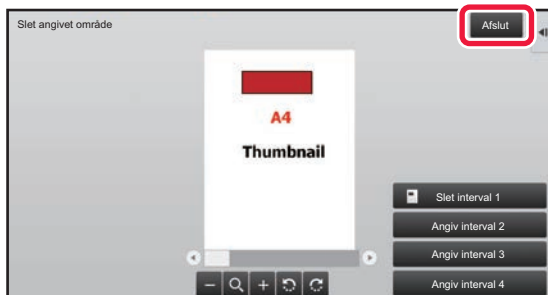 Slet angivet område
Afslut
A4
Thumbnail
Slet interval 1
Angiv interval 2
Angiv interval 3
Angiv interval 4